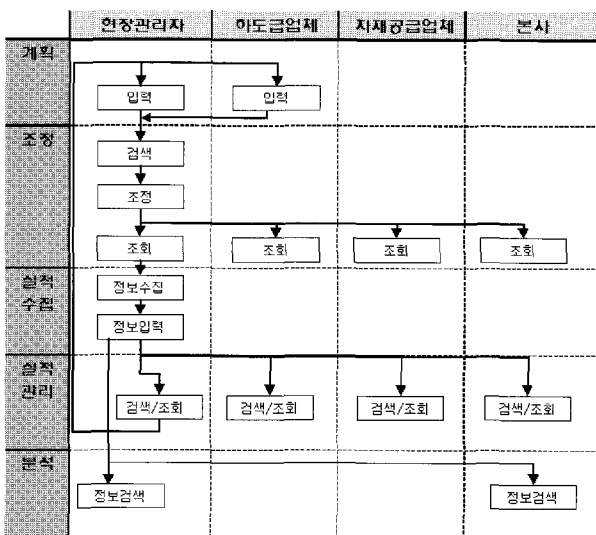 현장관리자 하도급업체 자재공급업체 본사
계획
입력 입력
조정
검색
조정
조회 조회 조회 조회
실적
수집
정보수집
정보입력
실적
관리
검색/조회 검색/조회 검색/조회 검색/조회
분석
정보검색 정보검색